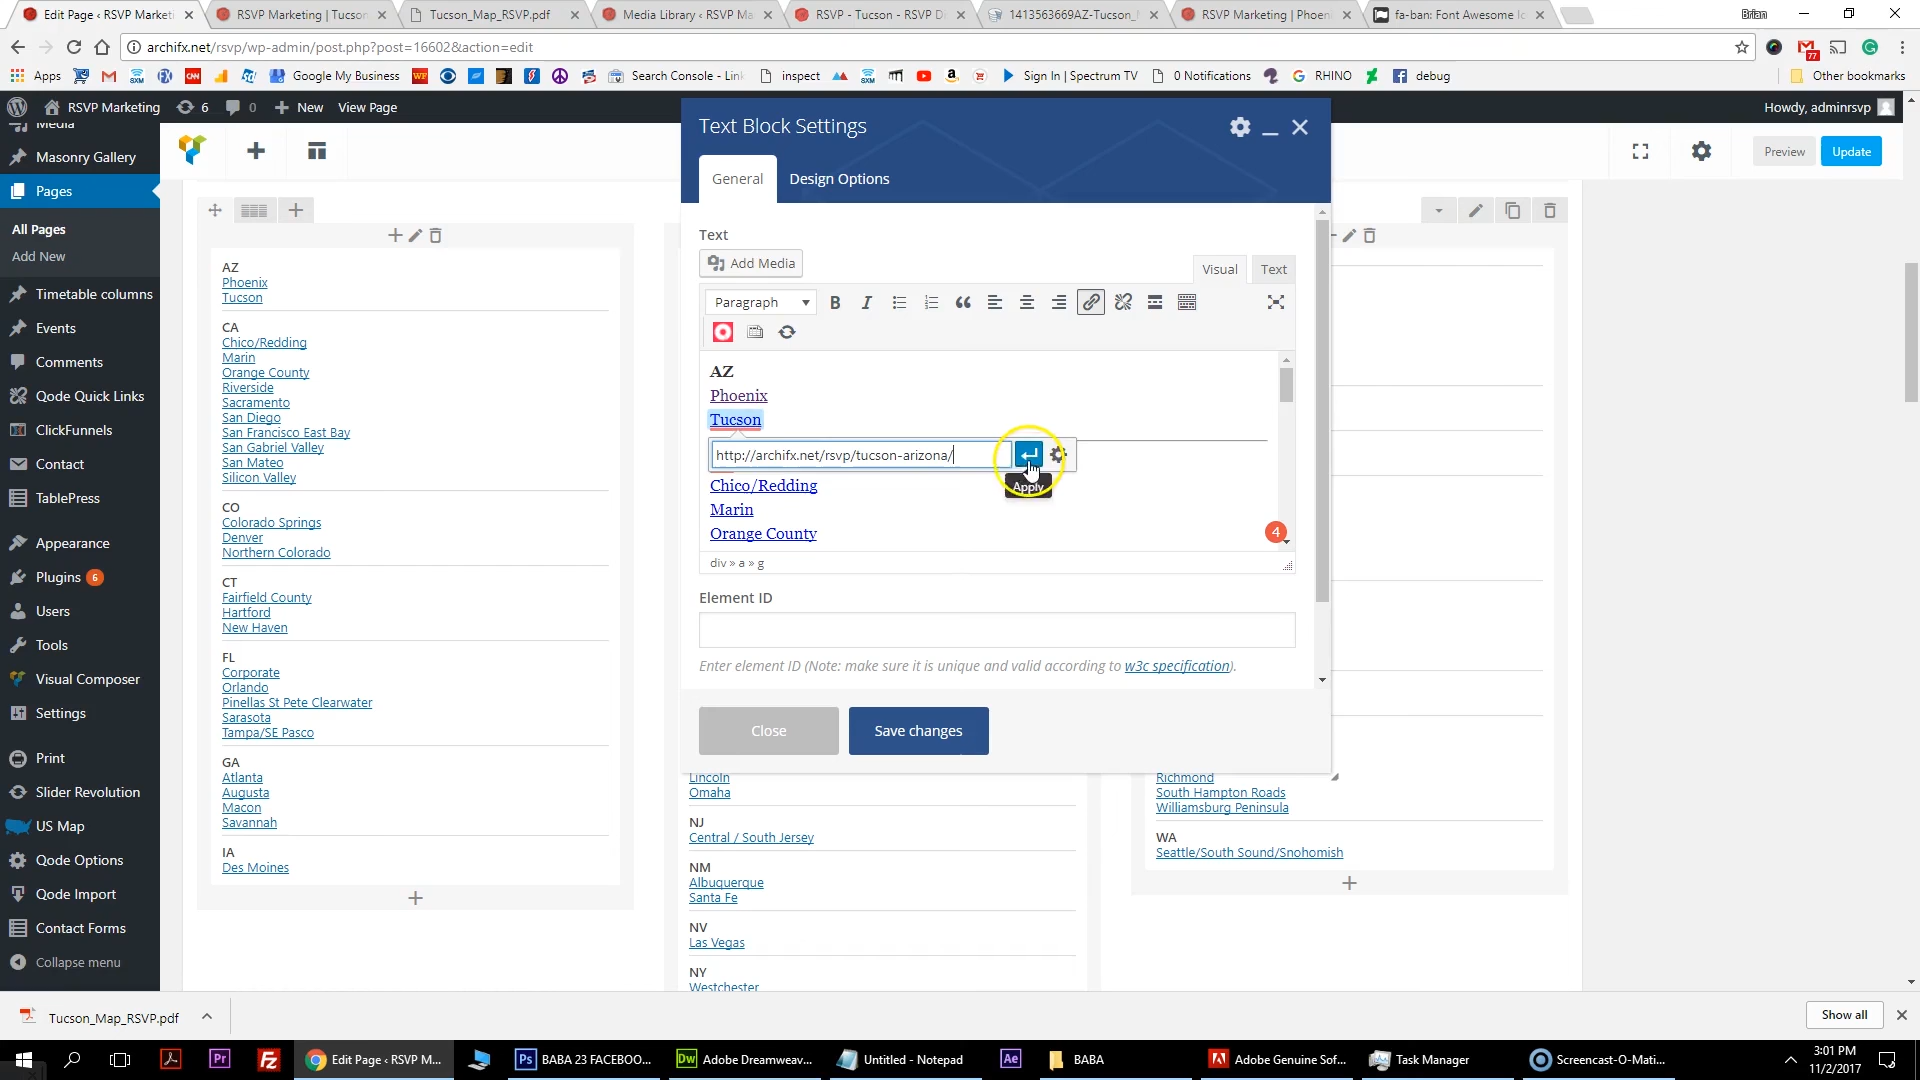 Edit Page ‹ RSVP Marketi
RSVP Marketing | Tucson
Tucson_Map_RSVP.pdf
Media Library ‹ RSVP Ma
RSVP - Tucson - RSVP Di
1413563669AZ-Tucson_
RSVP Marketing | Phoeni
fa-ban: Font Awesome Ic
Brian
archifx.net/rsvp/wp-admin/post.php?post=16602&action=edit
77
Apps
Google My Business
Search Console - Link
inspect
Sign In | Spectrum TV
0 Notifications
RHINO
debug
Other bookmarks
RSVP Marketing
6
0
New
View Page
Howdy, adminrsvp
Media
Masonry Gallery
Pages
All Pages
Add New
Timetable columns
Events
Comments
Qode Quick Links
ClickFunnels
Contact
TablePress
Appearance
Plugins 6
Users
Tools
Visual Composer
Settings
Print
Slider Revolution
US Map
Qode Options
Qode Import
Contact Forms
Collapse menu
Preview
Update
AZ
Phoenix
Tucson
CA
Chico/Redding
Marin
Orange County
Riverside
Sacramento
San Diego
San Francisco East Bay
San Gabriel Valley
San Mateo
Silicon Valley
CO
Colorado Springs
Denver
Northern Colorado
CT
Fairfield County
Hartford
New Haven
FL
Corporate
Orlando
Pinellas St Pete Clearwater
Sarasota
Tampa/SE Pasco
GA
Atlanta
Augusta
Macon
Savannah
IA
Des Moines
Text Block Settings
General
Design Options
Text
Add Media
Visual
Text
Paragraph
AZ
Phoenix
Tucson
http://archifx.net/rsvp/tucson-arizona/
Apply
Chico/Redding
Marin
Orange County
4
div » a » g
Element ID
Enter element ID (Note: make sure it is unique and valid according to w3c specification).
Close
Save changes
Lincoln
Omaha
NJ
Central / South Jersey
NM
Albuquerque
Santa Fe
NV
Las Vegas
NY
Westchester
Richmond
South Hampton Roads
Williamsburg Peninsula
WA
Seattle/South Sound/Snohomish
Tucson_Map_RSVP.pdf
Show all
Edit Page ‹ RSVP M...
BABA 23 FACEBOO...
Adobe Dreamweav...
Untitled - Notepad
BABA
Adobe Genuine Sof...
Task Manager
Screencast-O-Mati...
3:01 PM
11/2/2017